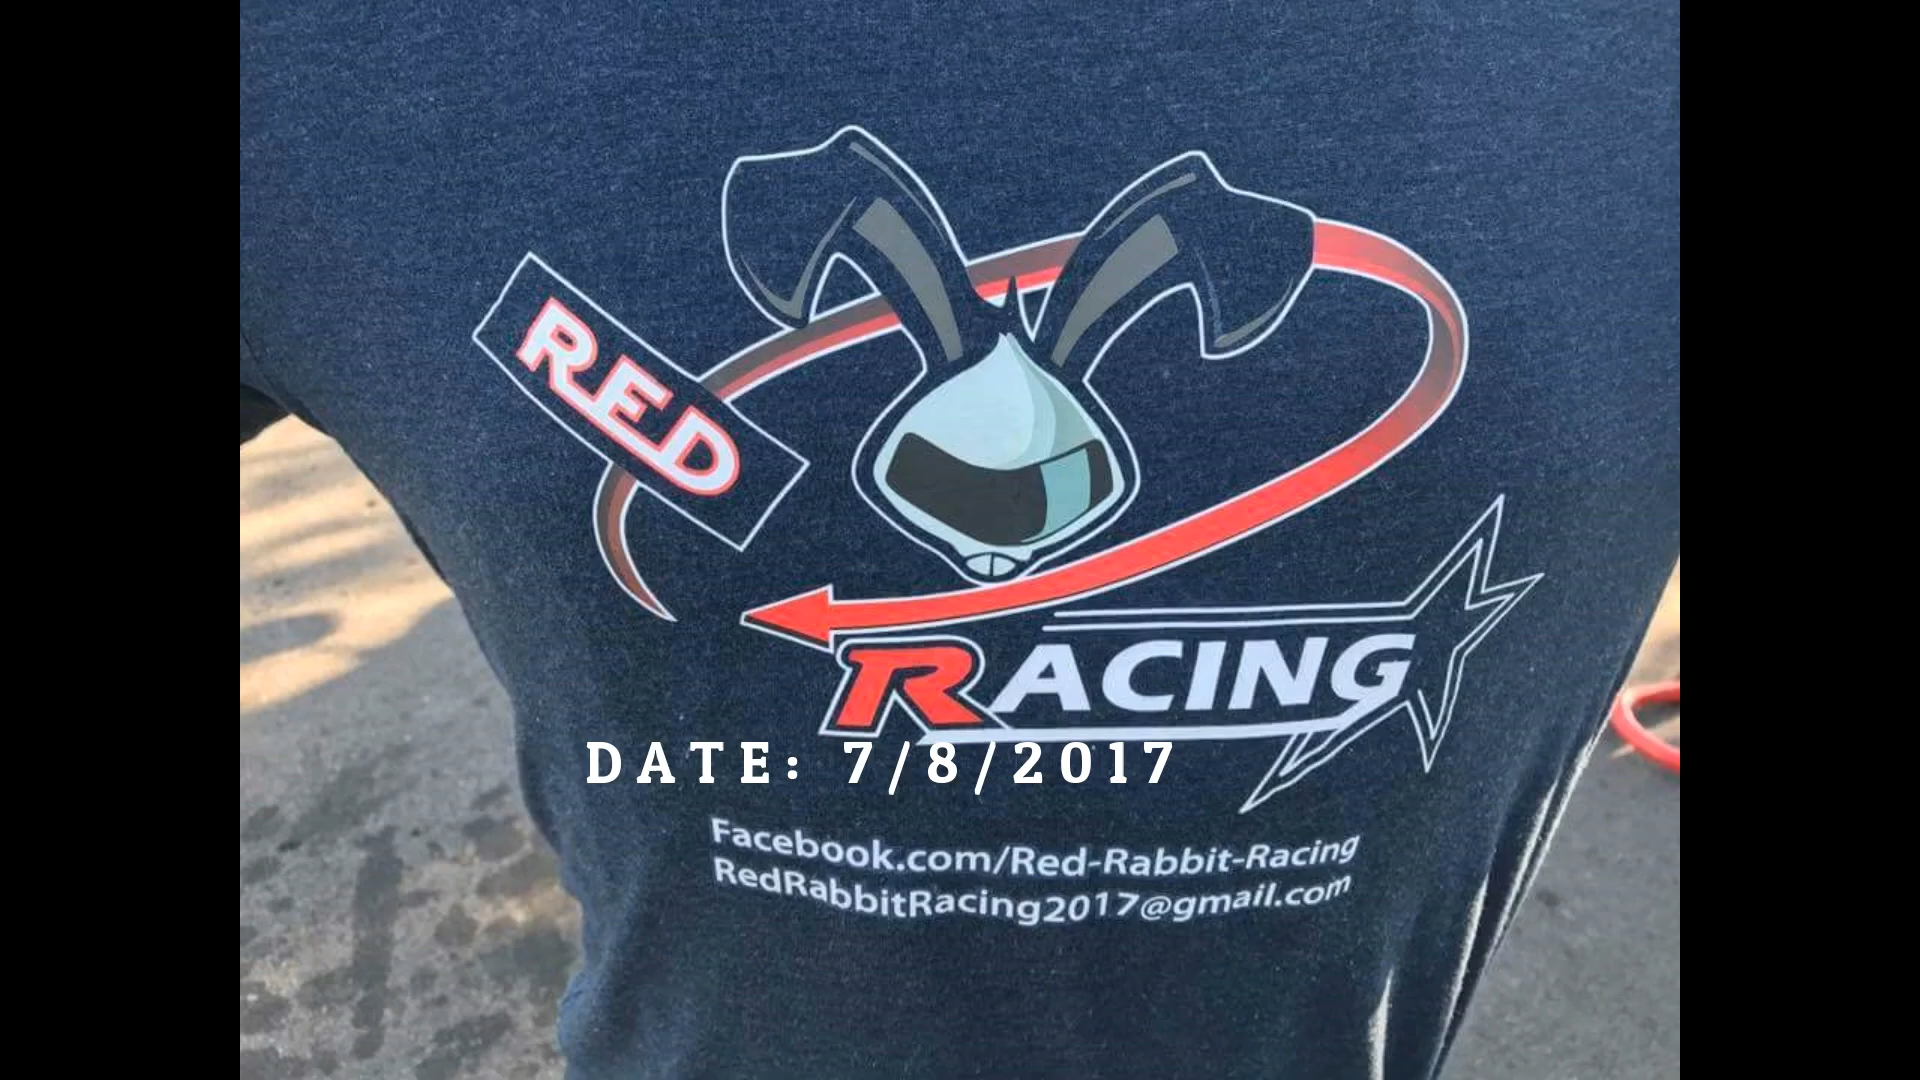 RED
RACING
DATE: 7/8/2017
Facebook.com/Red-Rabbit-Racing
RedRabbitRacing2017@gmail.com